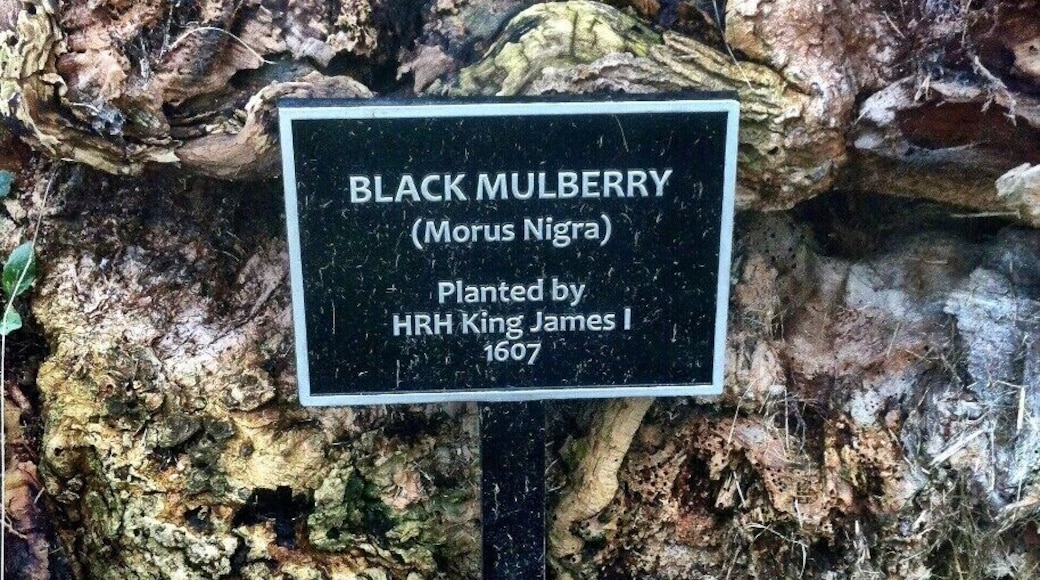 BLACK MULBERRY
(Morus Nigra)
Planted by
HRH King James I
1607